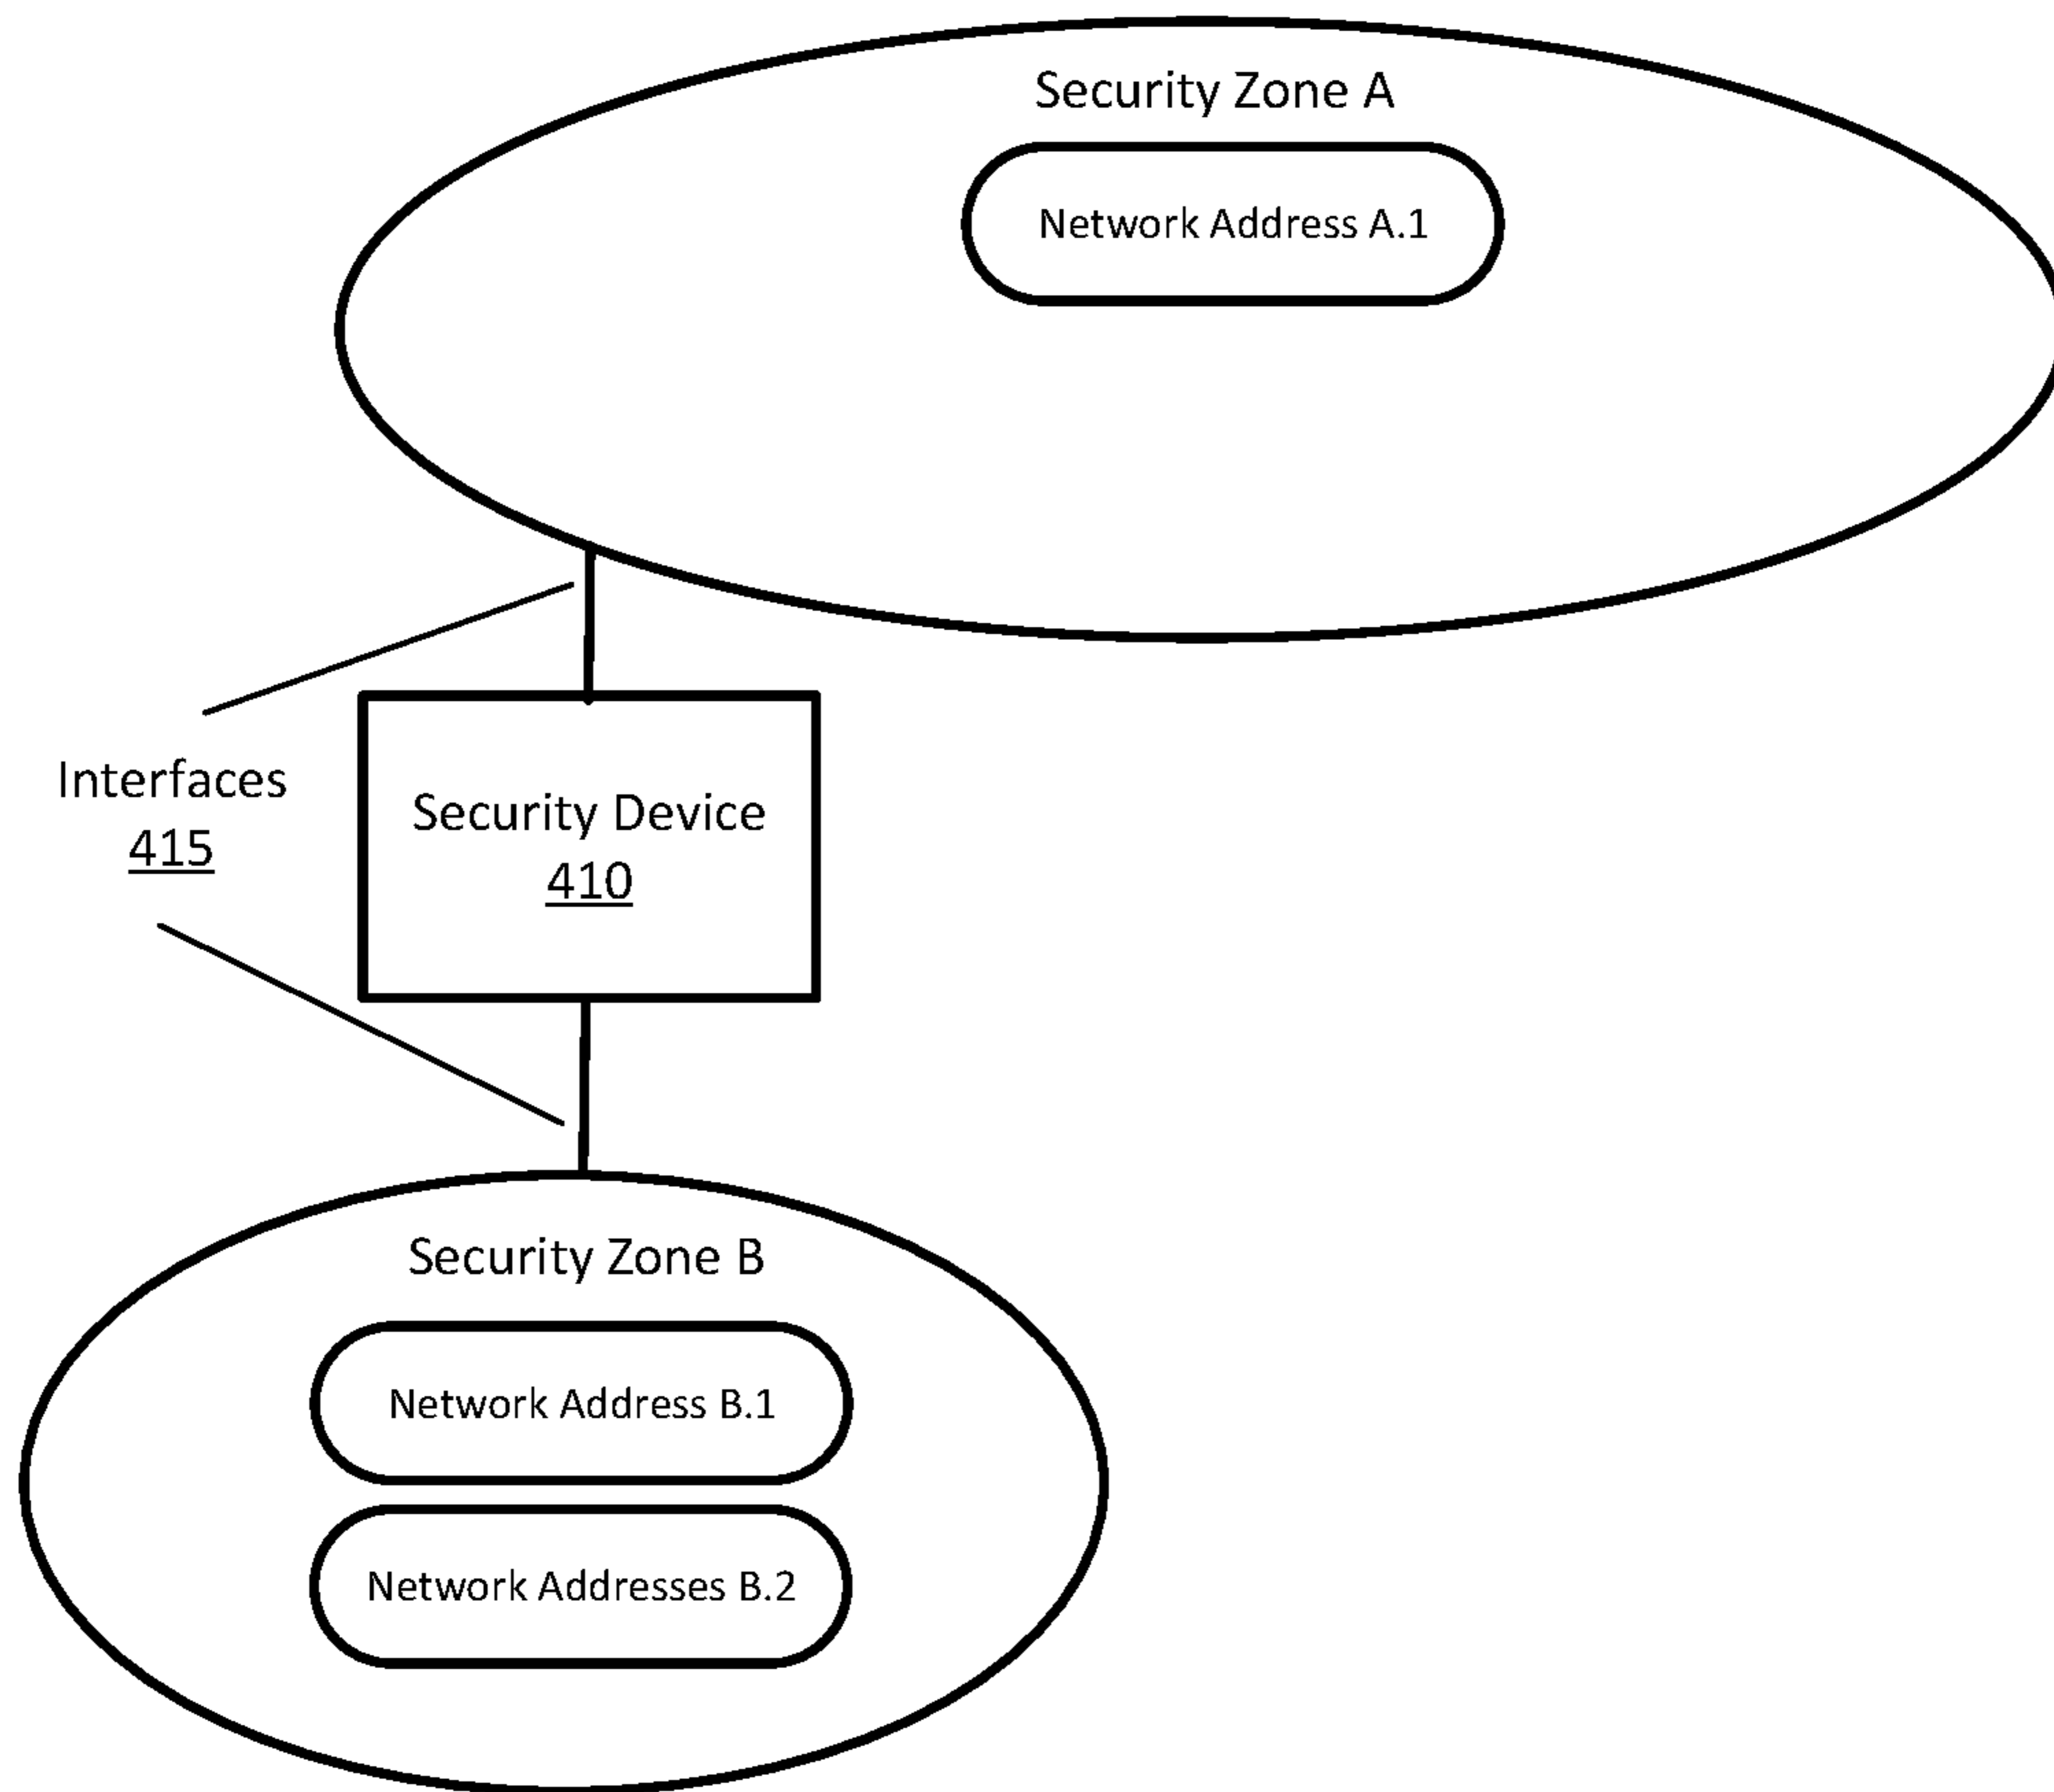 Security Zone A
Network Address A.1
Interfaces
415
Security Device
410
Security Zone B
Network Address B.1
Network Addresses B.2